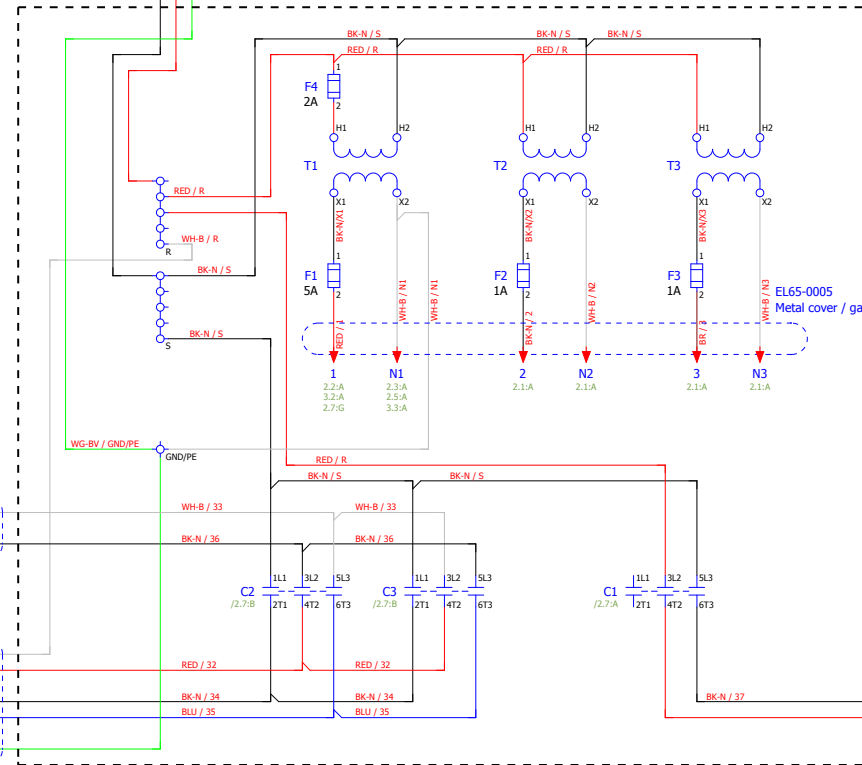 BK-N / S
BK-N / S
BK-N / S
RED / R
RED / R
1
F4
2A
2
H1
H2
H1
H2
H1
H2
T1
T2
T3
RED / R
X1
X2
X1
X2
X1
X2
BK-N/X1
BK-N/X2
BK-N/X3
WH-B / R
R
BK-N / S
1
1
1
F1
5A
F2
1A
F3
1A
2
2
2
WH-B / N1
WH-B / N1
WH-B / N2
WH-B / N3
EL65-0005
Metal cover / ga
RED / 1
BK-N / 2
BR / 3
BK-N / S
S
1
N1
2
N2
3
N3
2.2:A
2.3:A
2.1:A
2.1:A
2.1:A
2.1:A
3.2:A
2.5:A
2.7:G
3.3:A
WG-BV / GND/PE
GND/PE
RED / R
BK-N / S
BK-N / S
WH-B / 33
WH-B / 33
BK-N / 36
BK-N / 36
1L1
3L2
5L3
1L1
3L2
5L3
1L1
3L2
5L3
C2
C3
C1
/2.7:B
/2.7:B
/2.7:A
2T1
4T2
6T3
2T1
4T2
6T3
2T1
4T2
6T3
RED / 32
RED / 32
BK-N / 34
BK-N / 34
BK-N / 37
BLU / 35
BLU / 35